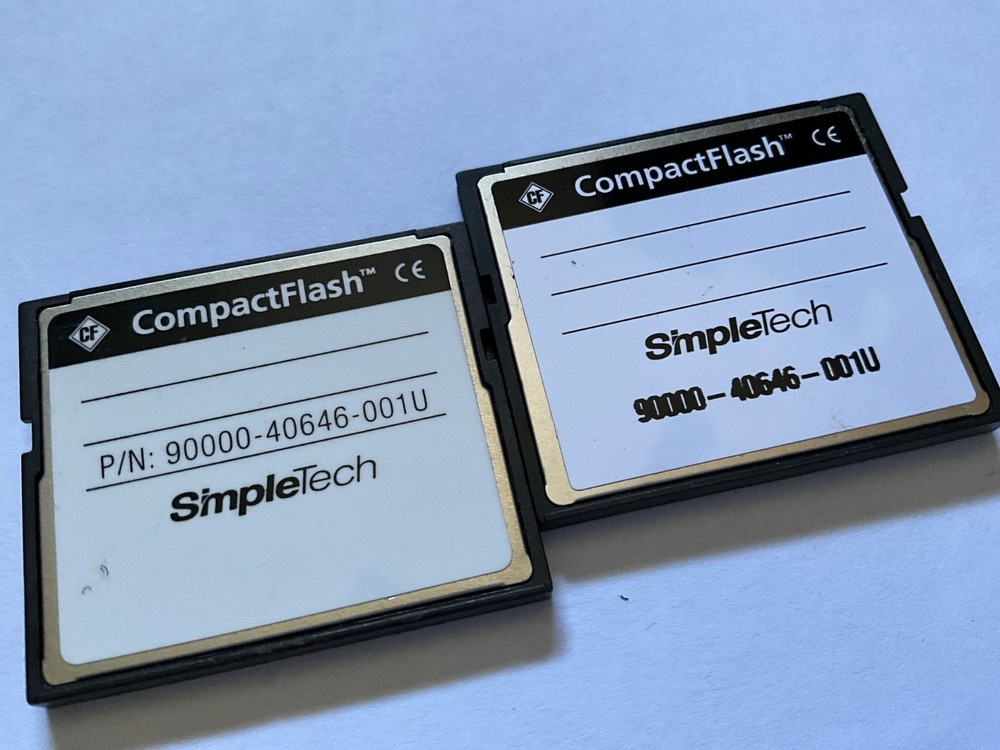 CF CompactFlash™ CE
P/N: 90000-40646-001U
SimpleTech
CF CompactFlash™ CE
SimpleTech
90000-40646-001U